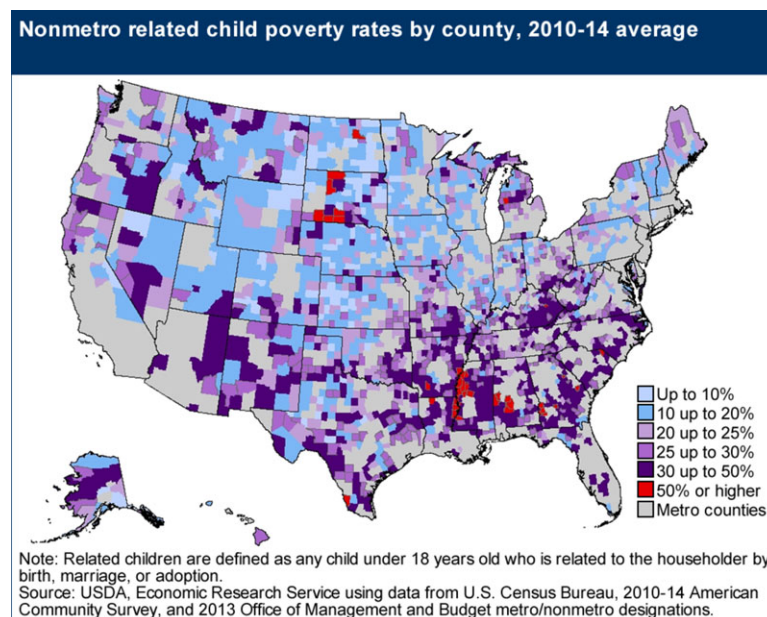 Nonmetro related child poverty rates by county, 2010-14 average
Up to 10%
10 up to 20%
20 up to 25%
25 up to 30%
30 up to 50%
50% or higher
Metro counties
Note: Related children are defined as any child under 18 years old who is related to the householder by
birth, marriage, or adoption.
Source: USDA, Economic Research Service using data from U.S. Census Bureau, 2010-14 American
Community Survey, and 2013 Office of Management and Budget metro/nonmetro designations.